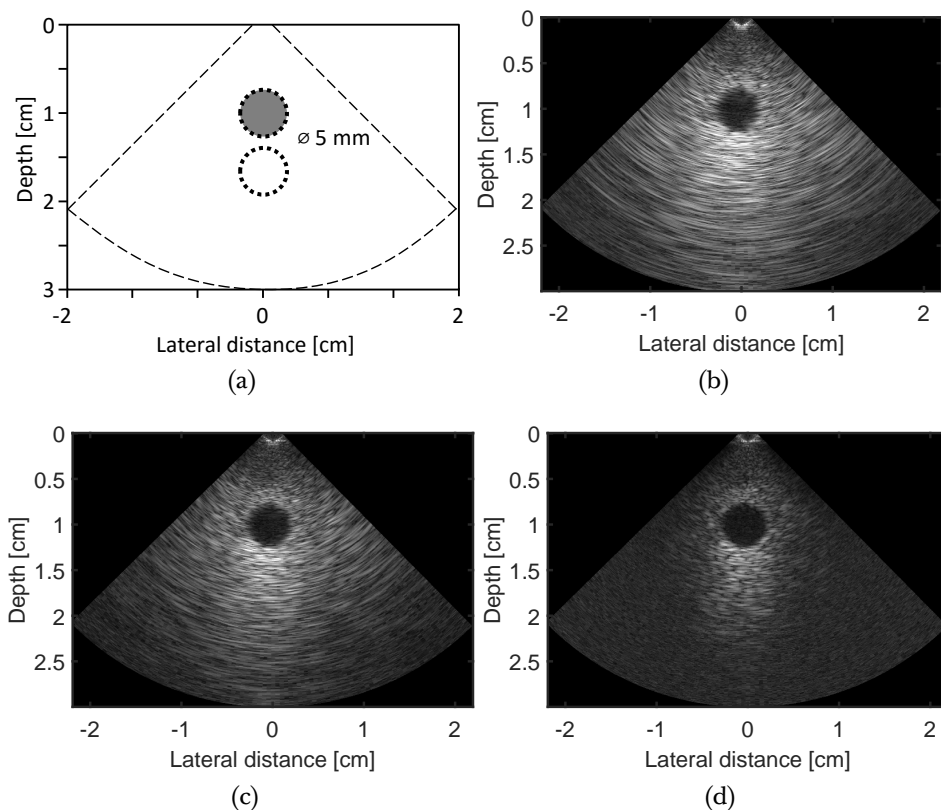 0
Depth [cm]
1
⌀ 5 mm
2
3
-2 0 2
Lateral distance [cm]
(a)
0
0.5
1
Depth [cm]
1.5
2
2.5
-2 -1 0 1 2
Lateral distance [cm]
(b)
0
0.5
1
Depth [cm]
1.5
2
2.5
-2 -1 0 1 2
Lateral distance [cm]
(c)
0
0.5
1
Depth [cm]
1.5
2
2.5
-2 -1 0 1 2
Lateral distance [cm]
(d)